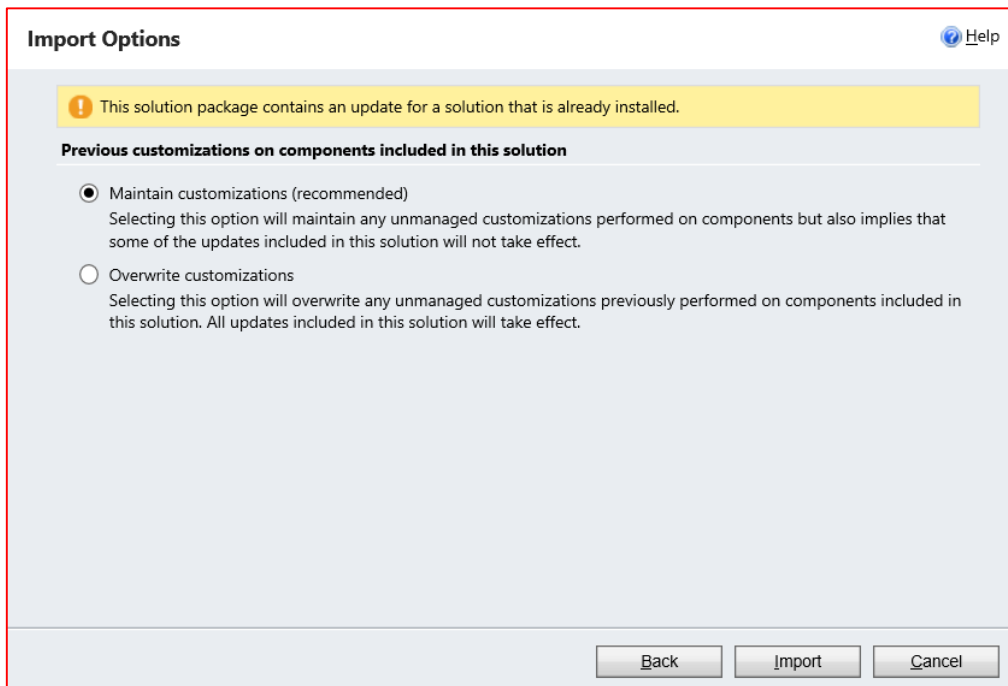 Import Options
Help
This solution package contains an update for a solution that is already installed.
Previous customizations on components included in this solution
Maintain customizations (recommended)
Selecting this option will maintain any unmanaged customizations performed on components but also implies that
some of the updates included in this solution will not take effect.
Overwrite customizations
Selecting this option will overwrite any unmanaged customizations previously performed on components included in
this solution. All updates included in this solution will take effect.
Back
Import
Cancel